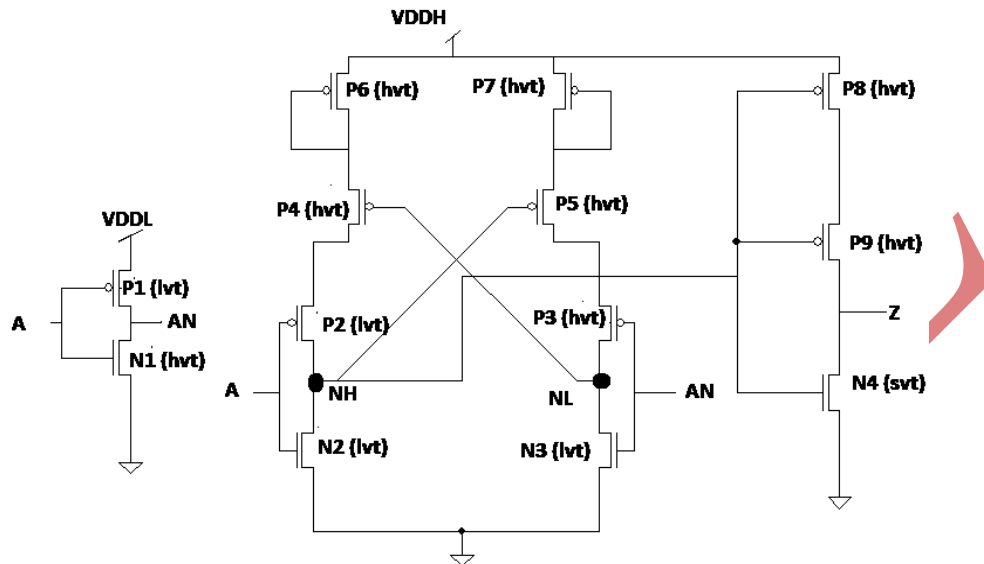 VDDH
P6 (hvt)
P7 (hvt)
P8 (hvt)
P4 (hvt)
P5 (hvt)
VDDL
P9 (hvt)
P1 (lvt)
A
AN
P2 (lvt)
P3 (hvt)
Z
N1 (hvt)
A
NH
NL
AN
N4 (svt)
N2 (lvt)
N3 (lvt)